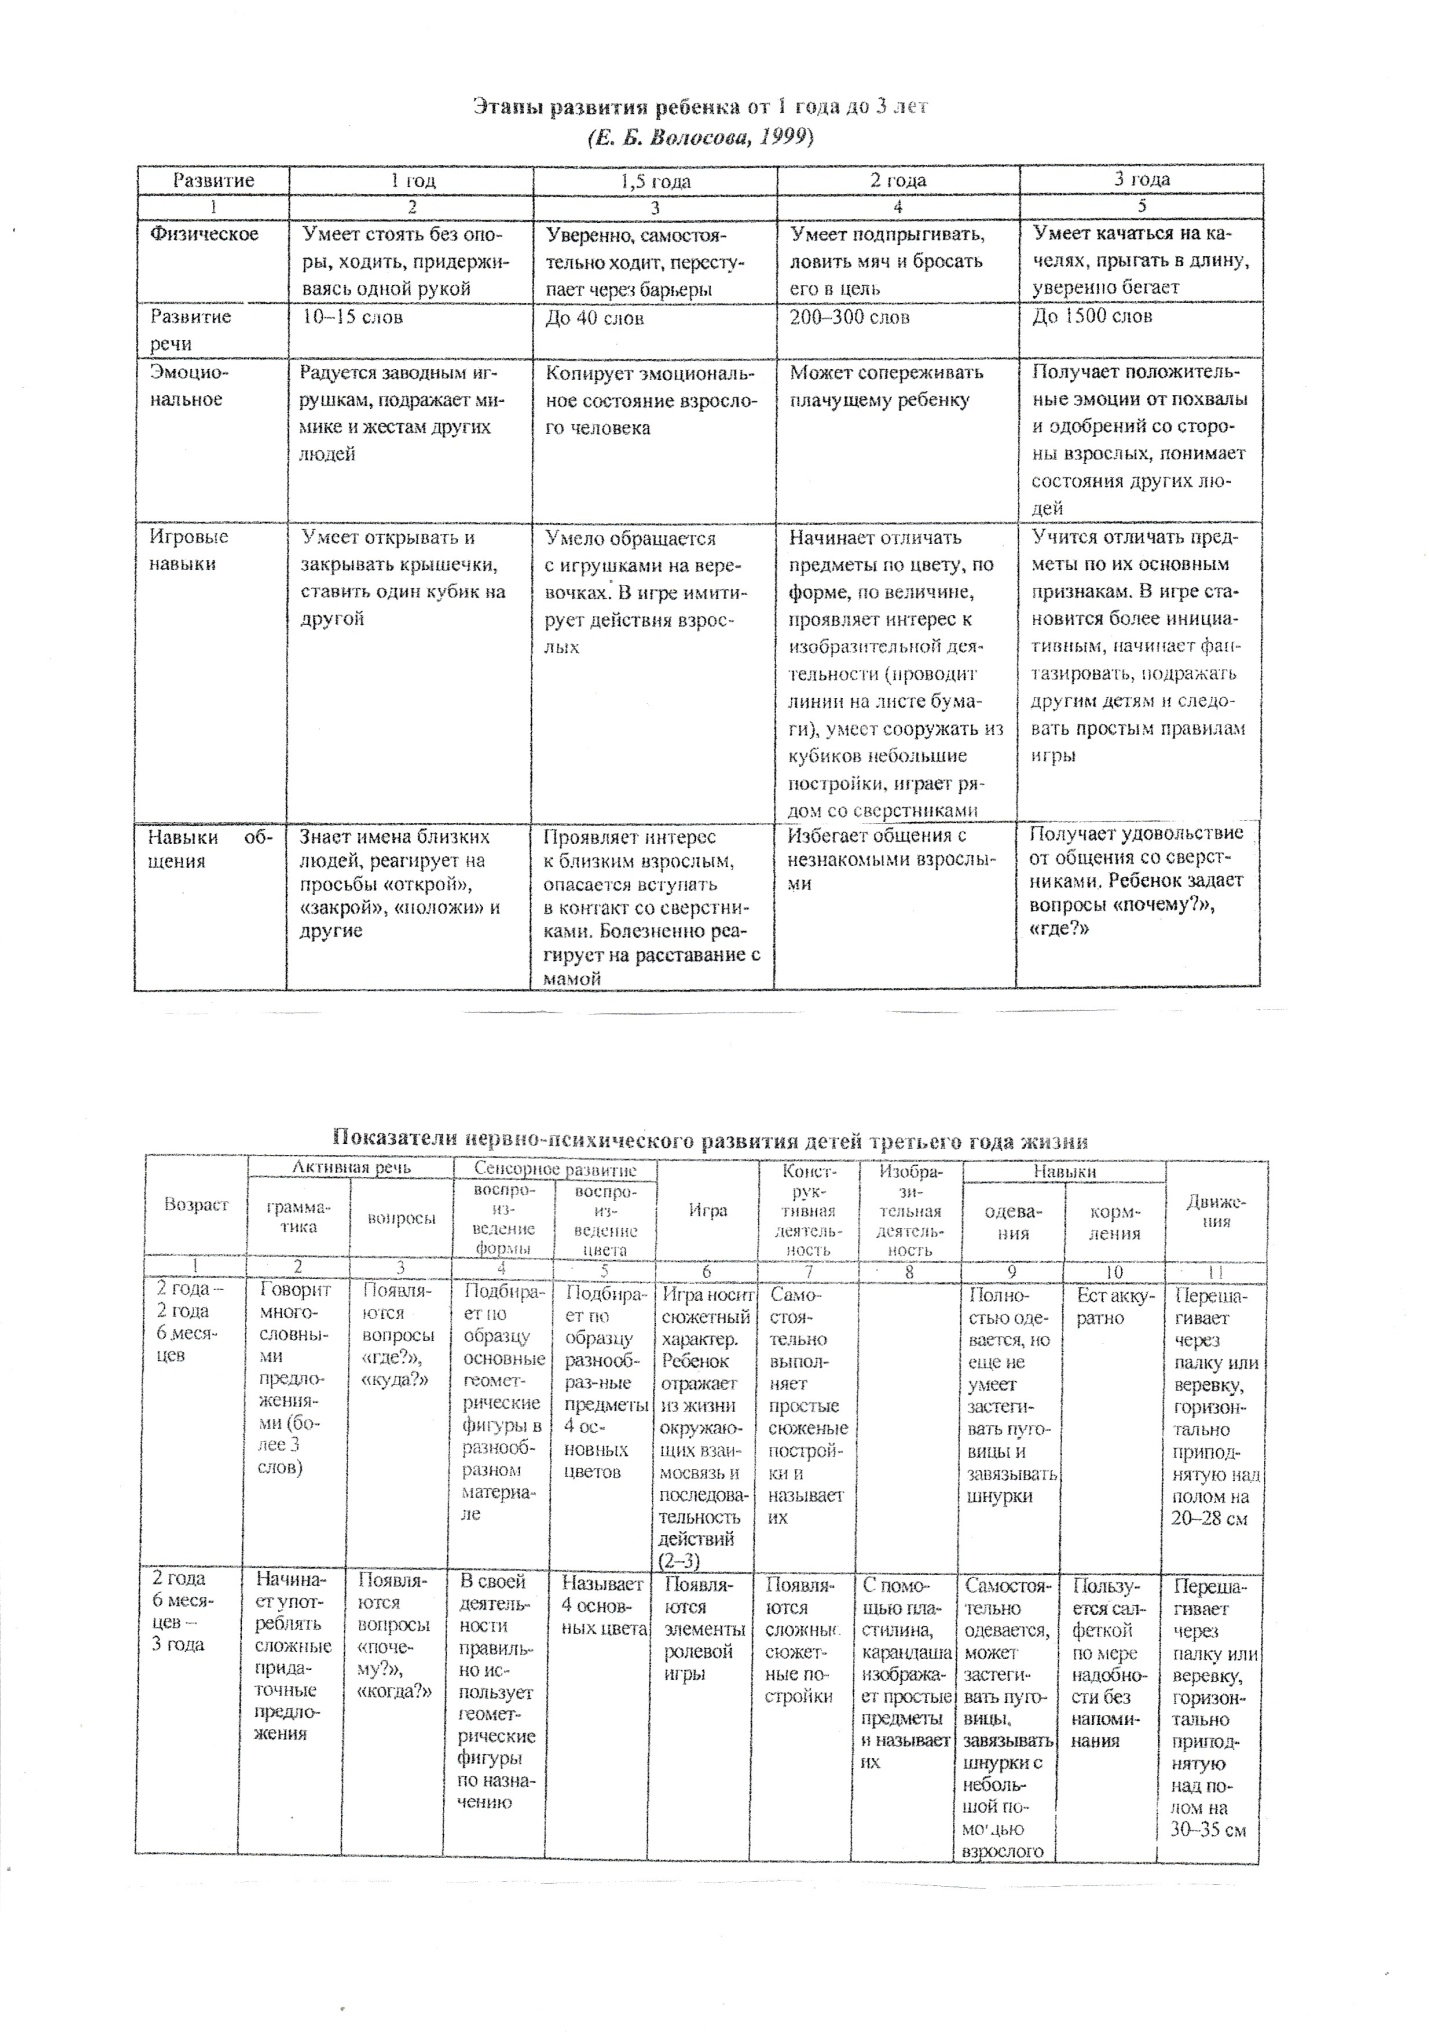 Этапы развития ребенка от 1 года до 3 лет
(Е. Б. Волосова, 1999)
Развитие 1 год 1,5 года 2 года 3 года
1 2 3 4 5
Физическое
Умеет стоять без опо-
ры, ходить, придержи-
ваясь одной рукой
Уверенно, самостоя-
тельно ходит, пересту-
пает через барьеры
Умеет подпрыгивать,
ловить мяч и бросать
его в цель
Умеет качаться на ка-
челях, прыгать в длину,
уверенно бегает
Развитие
речи
10–15 слов
До 40 слов
200–300 слов
До 1500 слов
Эмоцио-
нальное
Радуется заводным иг-
рушкам, подражает ми-
мике и жестам других
людей
Копирует эмоциональ-
ное состояние взросло-
го человека
Может сопереживать
плачущему ребенку
Получает положитель-
ные эмоции от похвалы
и одобрений со сторо-
ны взрослых, понимает
состояния других лю-
дей
Игровые
навыки
Умеет открывать и
закрывать крышечки,
ставить один кубик на
другой
Умело обращается
с игрушками на вере-
вочках. В игре имити-
рует действия взрос-
лых
Начинает отличать
предметы по цвету, по
форме, по величине,
проявляет интерес к
изобразительной дея-
тельности (проводит
линии на листе бума-
ги), умеет сооружать из
кубиков небольшие
постройки, играет ря-
дом со сверстниками
Учится отличать пред-
меты по их основным
признакам. В игре ста-
новится более инициа-
тивным, начинает фан-
тазировать, подражать
другим детям и следо-
вать простым правилам
игры
Навыки об-
щения
Знает имена близких
людей, реагирует на
просьбы «открой»,
«закрой», «положи» и
другие
Проявляет интерес
к близким взрослым,
опасается вступать
в контакт со сверстни-
ками. Болезненно реа-
гирует на расставание с
мамой
Избегает общения с
незнакомыми взрослы-
ми
Получает удовольствие
от общения со сверст-
никами. Ребенок задает
вопросы «почему?»,
«где?»
Показатели нервно-психического развития детей третьего года жизни
Возраст
Активная речь
грамма-
тика
вопросы
Сенсорное развитие
воспро-
из-
ведение
формы
воспро-
из-
ведение
цвета
Игра
Конст-
рук-
тивная
деятель-
ность
Изобра-
зи-
тельная
деятель-
ность
Навыки
одева-
ния
корм-
ления
Движе-
ния
1 2 3 4 5 6 7 8 9 10 11
2 года –
2 года
6 меся-
цев
Говорит
много-
словны-
ми
предло-
жения-
ми (бо-
лее 3
слов)
Появля-
ются
вопросы
«где?»,
«куда?»
Подбира-
ет по
образцу
основные
геомет-
рические
фигуры в
разнооб-
разном
материа-
ле
Подбира-
ет по
образцу
разнооб-
раз-ные
предметы
4 ос-
новных
цветов
Игра носит
сюжетный
характер.
Ребенок
отражает
из жизни
окружаю-
щих взаи-
мосвязь и
последова-
тельность
действий
(2–3)
Само-
стоя-
тельно
выпол-
няет
простые
сюженые
построй-
ки и
называет
их
Полно-
стью оде-
вается, но
еще не
умеет
застеги-
вать пуго-
вицы и
завязывать
шнурки
Ест акку-
ратно
Переша-
гивает
через
палку или
веревку,
горизон-
тально
припод-
нятую над
полом на
20–28 см
2 года
6 меся-
цев –
3 года
Начина-
ет упот-
реблять
сложные
прида-
точные
предло-
жения
Появля-
ются
вопросы
«поче-
му?»,
«когда?»
В своей
деятель-
ности
правиль-
но ис-
пользует
геомет-
рические
фигуры
по назна-
чению
Называет
4 основ-
ных цвета
Появля-
ются
элементы
ролевой
игры
Появля-
ются
сложные
сюжет-
ные по-
стройки
С помо-
щью пла-
стилина,
карандаша
изобража-
ет простые
предметы
и называет
их
Самостоя-
тельно
одевается,
может
застеги-
вать пуго-
вицы,
завязывать
шнурки с
неболь-
шой по-
мощью
взрослого
Пользу-
ется сал-
феткой
по мере
надобно-
сти без
напоми-
нания
Переша-
гивает
через
палку или
веревку,
горизон-
тально
припод-
нятую
над по-
лом на
30–35 см